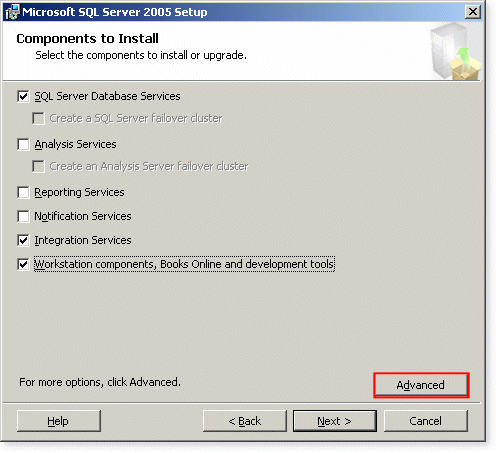 Microsoft SQL Server 2005 Setup
Components to Install
Select the components to install or upgrade.
SQL Server Database Services
Create a SQL Server failover cluster
Analysis Services
Create an Analysis Server failover cluster
Reporting Services
Notification Services
Integration Services
Workstation components, Books Online and development tools
For more options, click Advanced.
Advanced
Help
< Back
Next >
Cancel